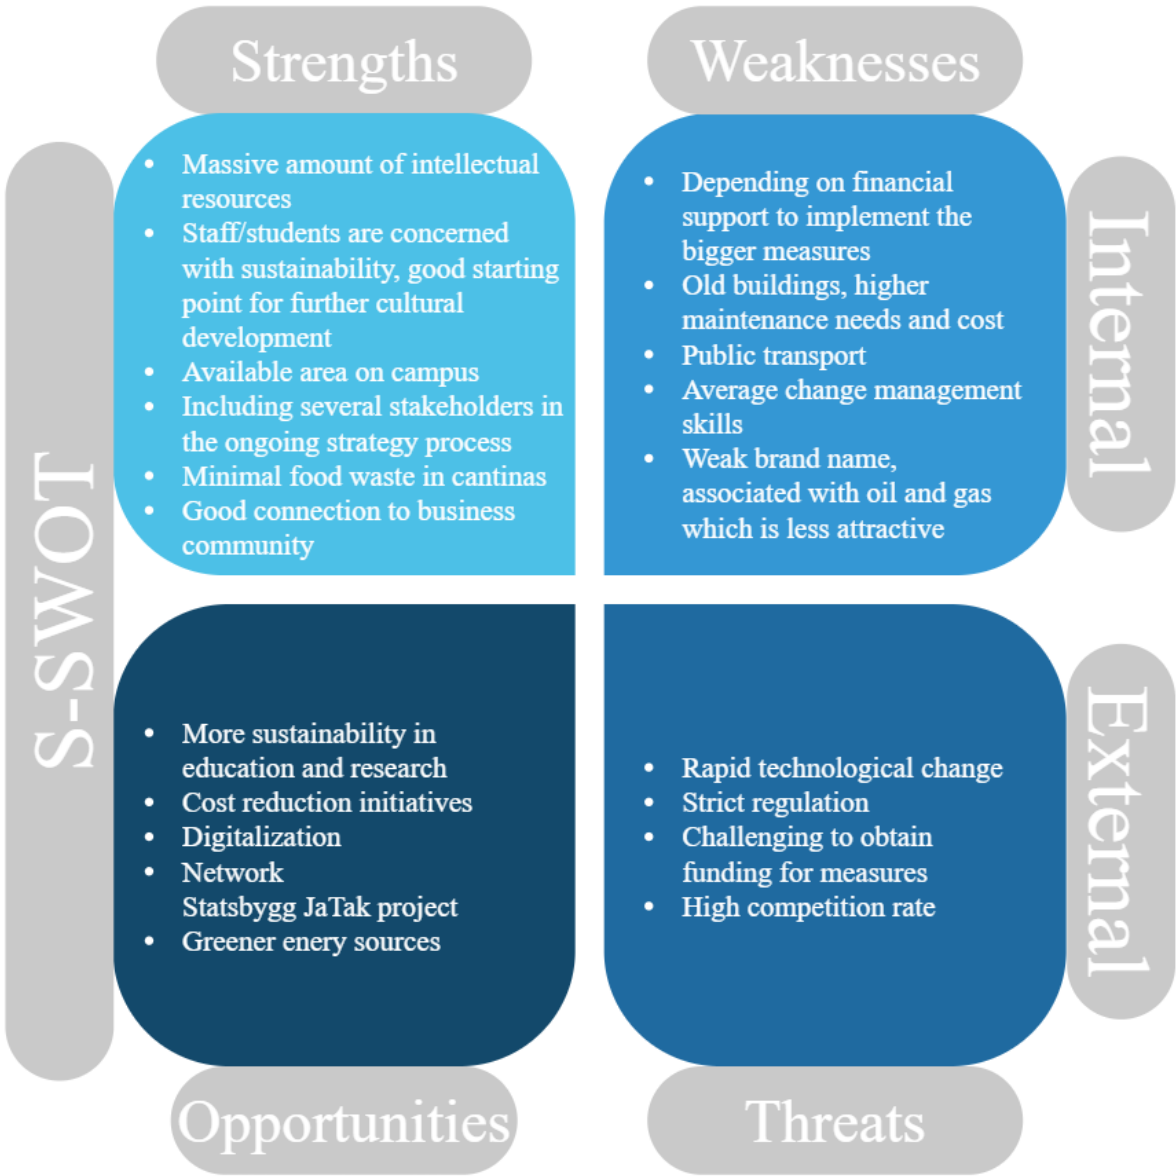 Strengths
Weaknesses
S-SWOT
• Massive amount of intellectual
resources
• Staff/students are concerned
with sustainability, good starting
point for further cultural
development
• Available area on campus
• Including several stakeholders in
the ongoing strategy process
• Minimal food waste in cantinas
• Good connection to business
community
• Depending on financial
support to implement the
bigger measures
• Old buildings, higher
maintenance needs and cost
• Public transport
• Average change management
skills
• Weak brand name,
associated with oil and gas
which is less attractive
Internal
• More sustainability in
education and research
• Cost reduction initiatives
• Digitalization
• Network
Statsbygg JaTak project
• Greener enery sources
• Rapid technological change
• Strict regulation
• Challenging to obtain
funding for measures
• High competition rate
External
Opportunities
Threats